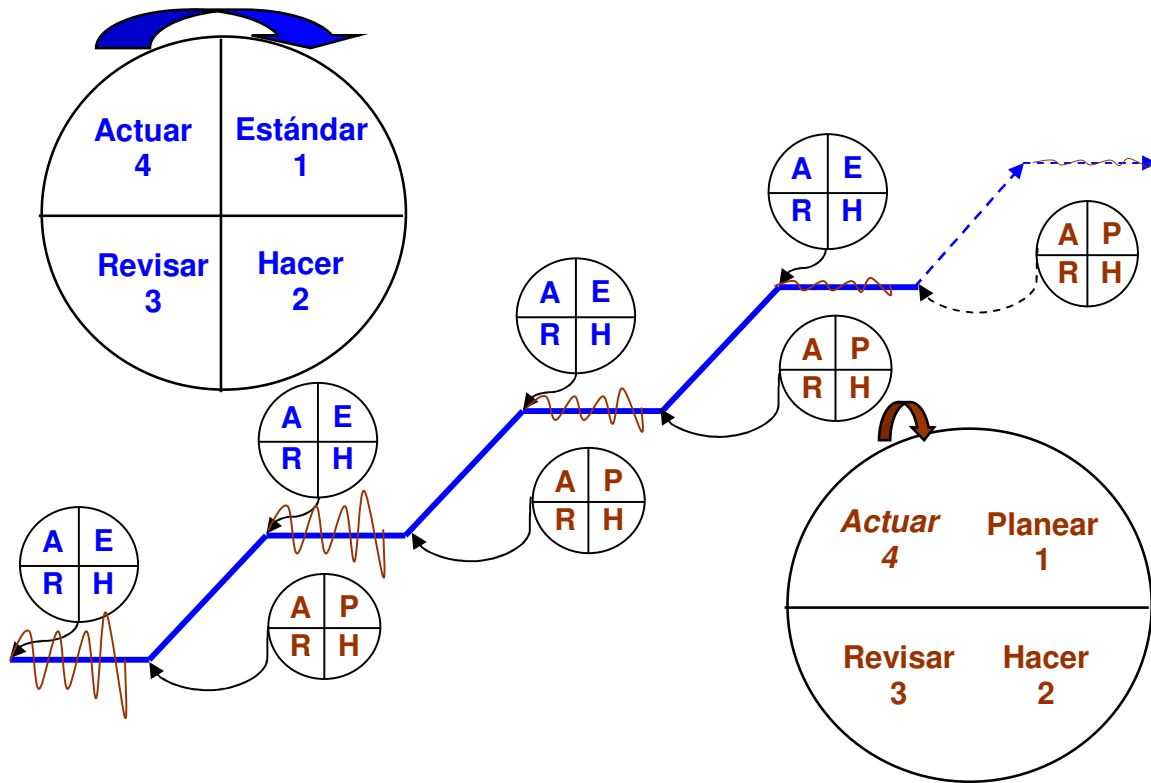 Actuar Estándar
4 1
Revisar Hacer
3 2
A E
R H
A P
R H
A E
R H
A P
R H
A E
R H
A P
R H
A E
R H
A P
R H
Actuar Planear
4 1
Revisar Hacer
3 2